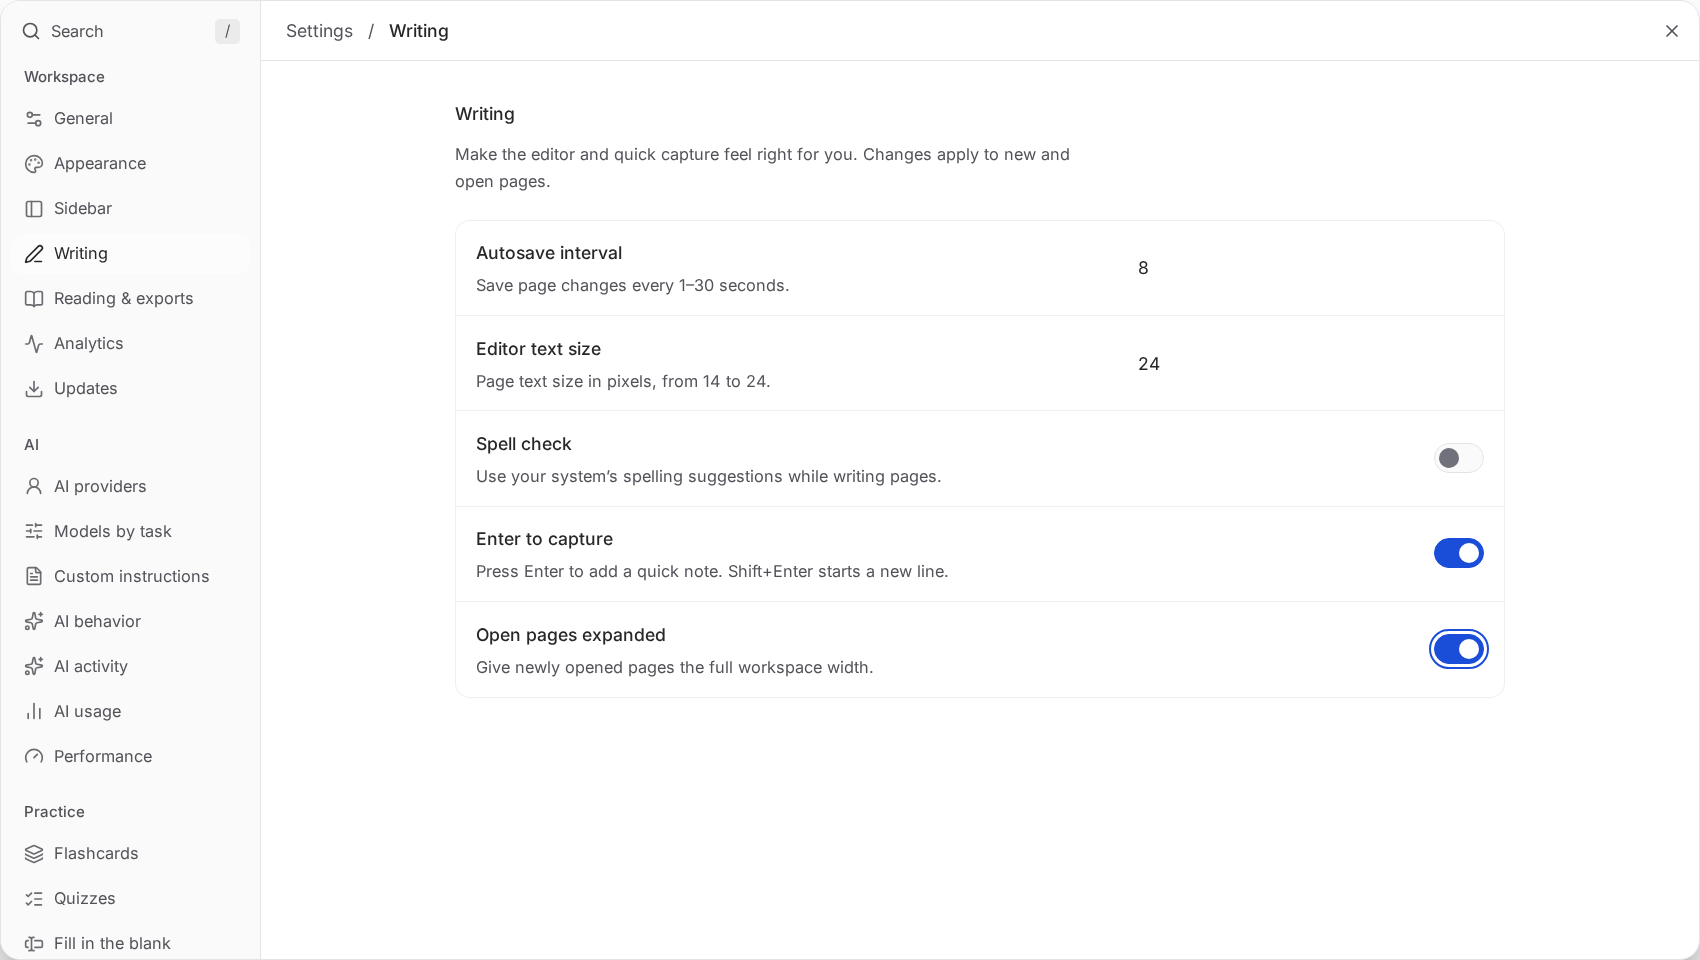 Search /
Workspace
General
Appearance
Sidebar
Writing
Reading & exports
Analytics
Updates
AI
AI providers
Models by task
Custom instructions
AI behavior
AI activity
AI usage
Performance
Practice
Flashcards
Quizzes
Fill in the blank
Settings / Writing
Writing
Make the editor and quick capture feel right for you. Changes apply to new and
open pages.
Autosave interval
Save page changes every 1–30 seconds.
8
Editor text size
Page text size in pixels, from 14 to 24.
24
Spell check
Use your system’s spelling suggestions while writing pages.
Enter to capture
Press Enter to add a quick note. Shift+Enter starts a new line.
Open pages expanded
Give newly opened pages the full workspace width.